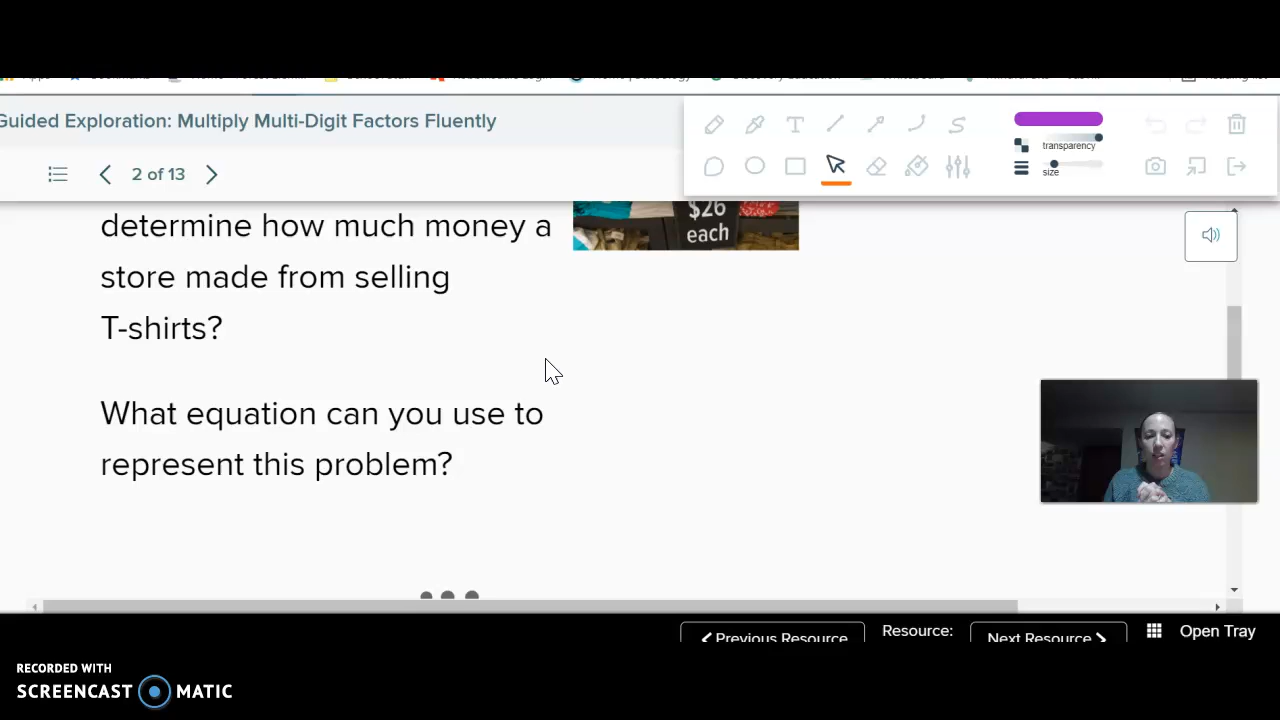 Guided Exploration: Multiply Multi-Digit Factors Fluently
transparency
size
2 of 13
determine how much money a
store made from selling
T-shirts?
$26
each
What equation can you use to
represent this problem?
Previous Resource
Resource:
Next Resource
Open Tray
RECORDED WITH
SCREENCAST MATIC